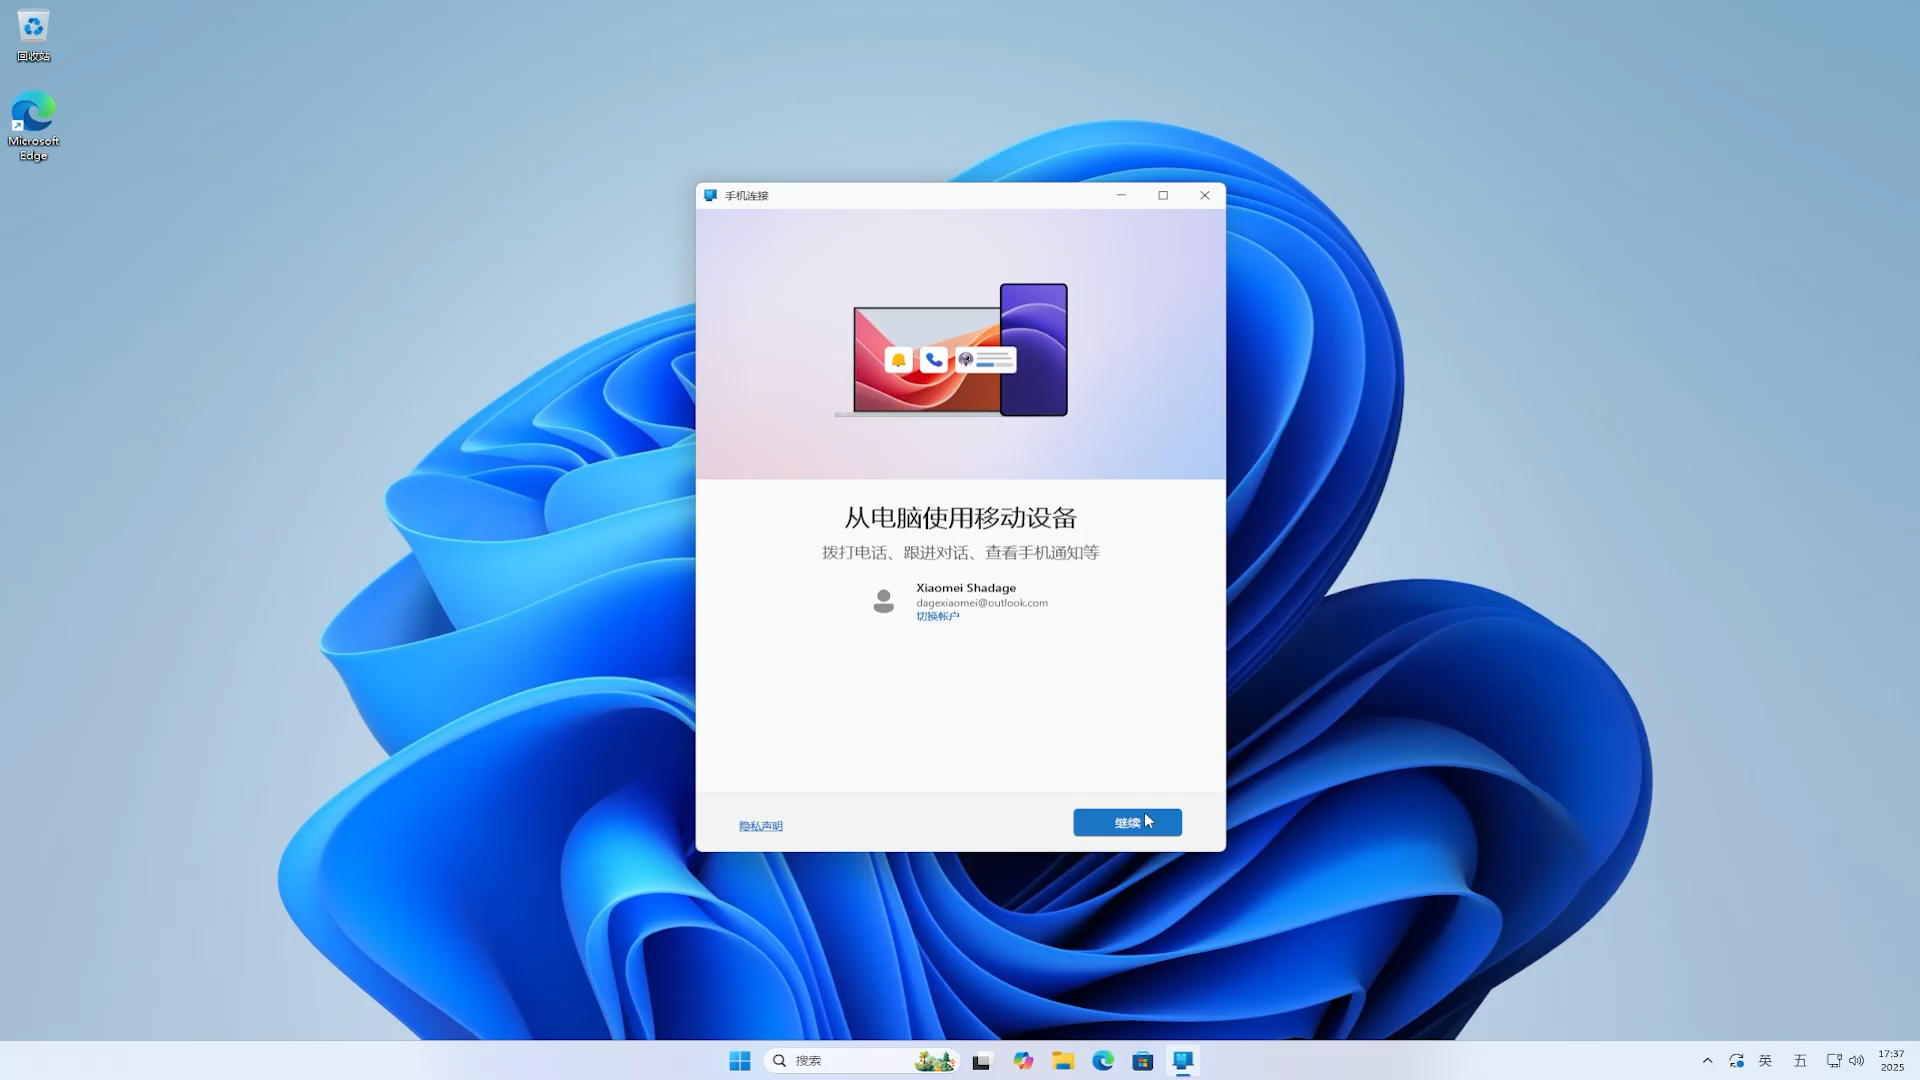 回收站
Microsoft
Edge
手机连接
从电脑使用移动设备
拨打电话、跟进对话、查看手机通知等
Xiaomei Shadage
dagexiaomei@outlook.com
切换帐户
隐私声明
继续
搜索
英
五
17:37
2025